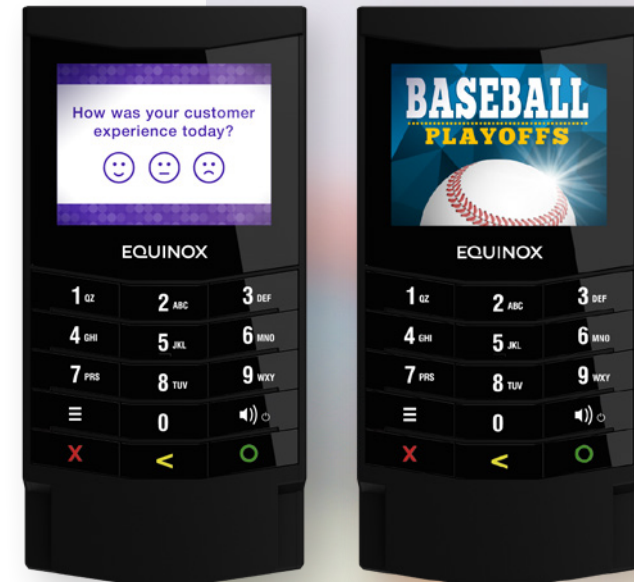 How was your customer
experience today?
EQUINOX
1 QZ
2 ABC
3 DEF
4 GHI
5 JKL
6 MNO
7 PRS
8 TUV
9 WXY
0
X
<
O
BASEBALL
PLAYOFFS
EQUINOX
1 QZ
2 ABC
3 DEF
4 GHI
5 JKL
6 MNO
7 PRS
8 TUV
9 WXY
0
X
<
O